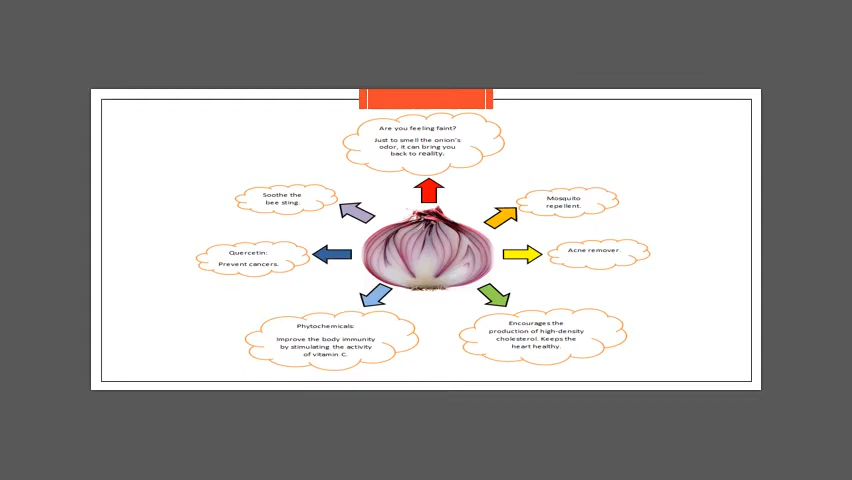 Are you feeling faint?
Just to smell the onion's
odor, it can bring you
back to reality.
Soothe the
bee sting.
Mosquito
repellent.
Quercetin:
Prevent cancers.
Acne remover.
Phytochemicals:
Improve the body immunity
by stimulating the activity
of vitamin C.
Encourages the
production of high-density
cholesterol. Keeps the
heart healthy.